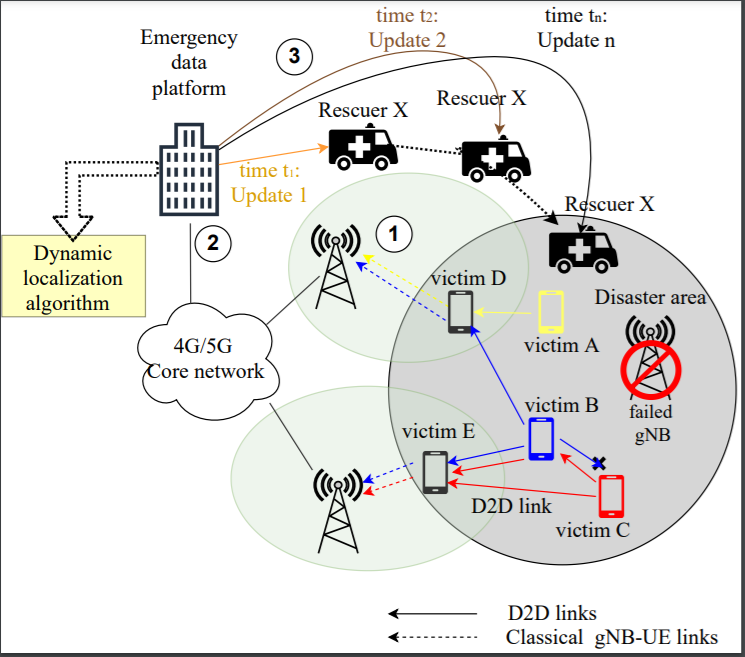 time t₂:
Update 2
time tₙ:
Update n
Emergency
data
platform
3
Rescuer X
Rescuer X
time t₁:
Update 1
Rescuer X
2
1
Dynamic
localization
algorithm
victim D
Disaster area
victim A
4G/5G
Core network
failed
gNB
victim B
victim E
D2D link
victim C
D2D links
Classical gNB-UE links